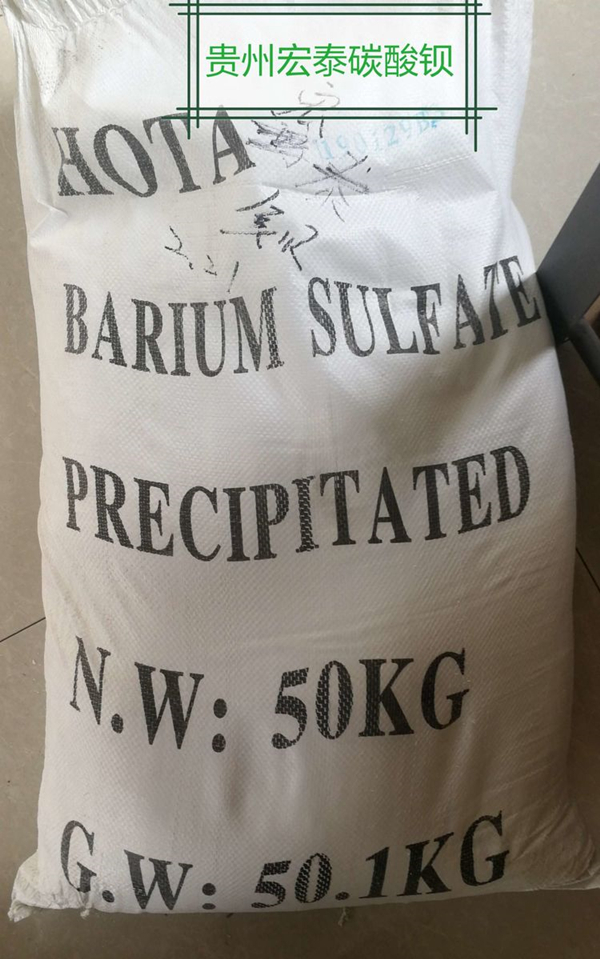 贵州宏泰碳酸钡
HOTA
BARIUM SULFATE
PRECIPITATED
N.W: 50KG
G.W: 50.1KG